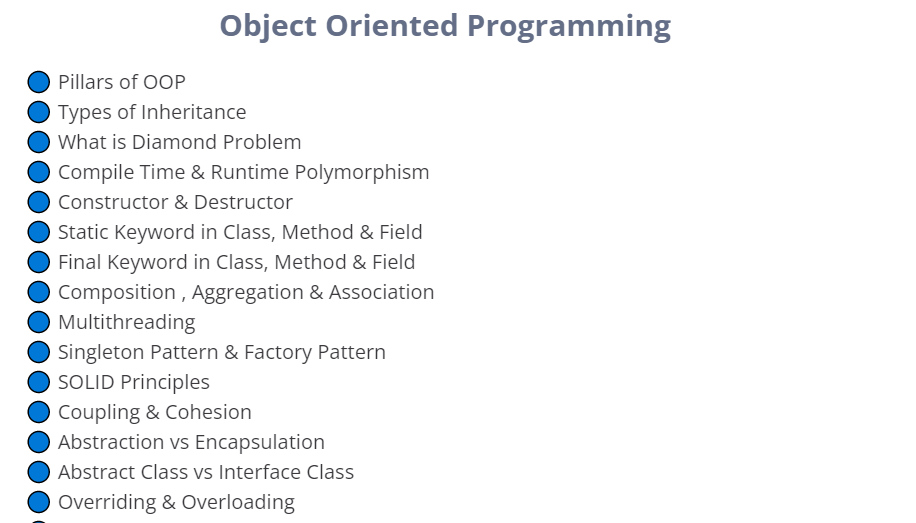 Object Oriented Programming
Pillars of OOP
Types of Inheritance
What is Diamond Problem
Compile Time & Runtime Polymorphism
Constructor & Destructor
Static Keyword in Class, Method & Field
Final Keyword in Class, Method & Field
Composition , Aggregation & Association
Multithreading
Singleton Pattern & Factory Pattern
SOLID Principles
Coupling & Cohesion
Abstraction vs Encapsulation
Abstract Class vs Interface Class
Overriding & Overloading